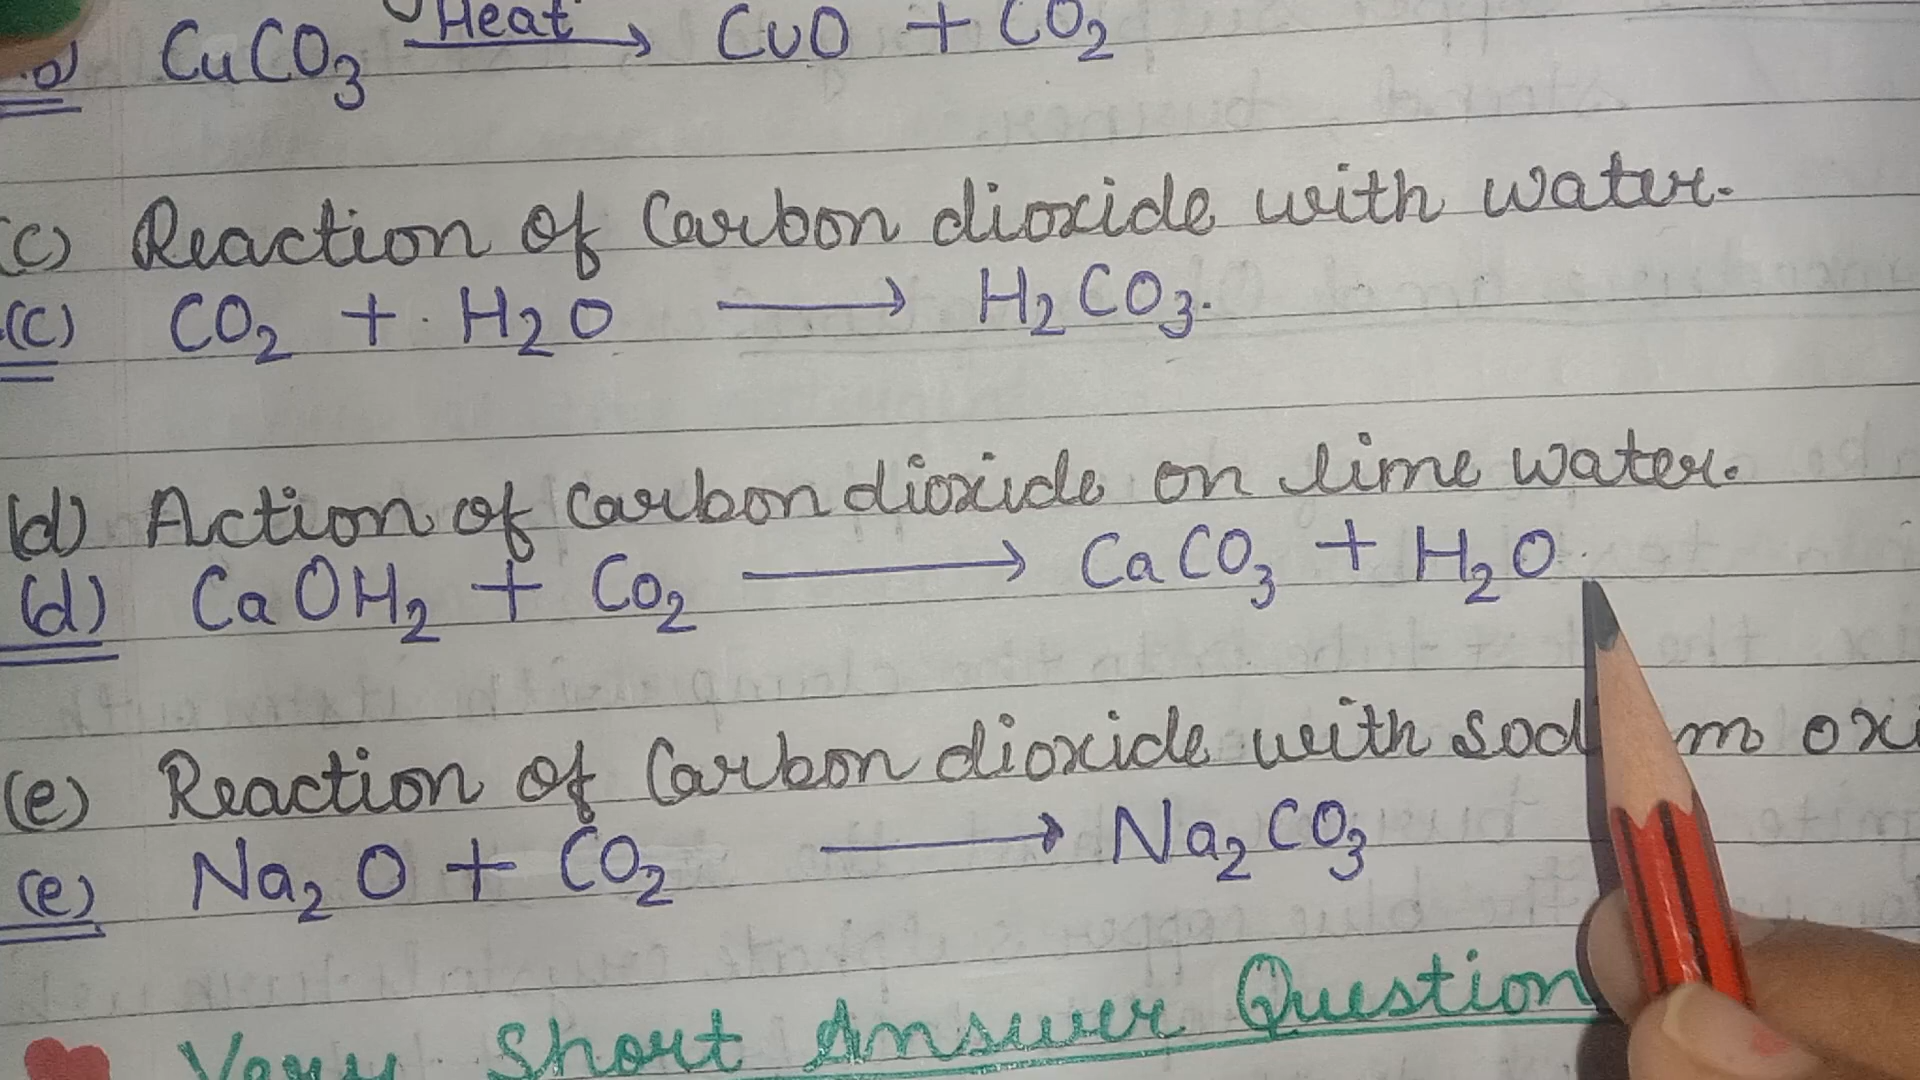 CuCO₃ Heat→ CuO + CO₂
(c) Reaction of Carbon dioxide with water.
(c) CO₂ + H₂O → H₂CO₃.
(d) Action of Carbon dioxide on lime water.
(d) CaOH₂ + CO₂ → CaCO₃ + H₂O.
(e) Reaction of Carbon dioxide with
(e) Na₂O + CO₂ → Na₂CO₃
Very Short Answer Question